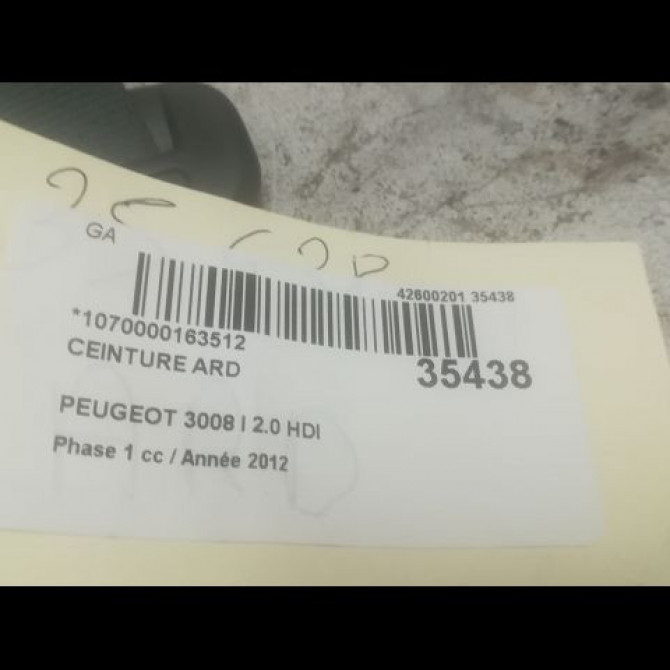 GA
42600201 35438
*1070000163512
35438
CEINTURE ARD
PEUGEOT 3008 I 2.0 HDI
Phase 1 cc / Année 2012